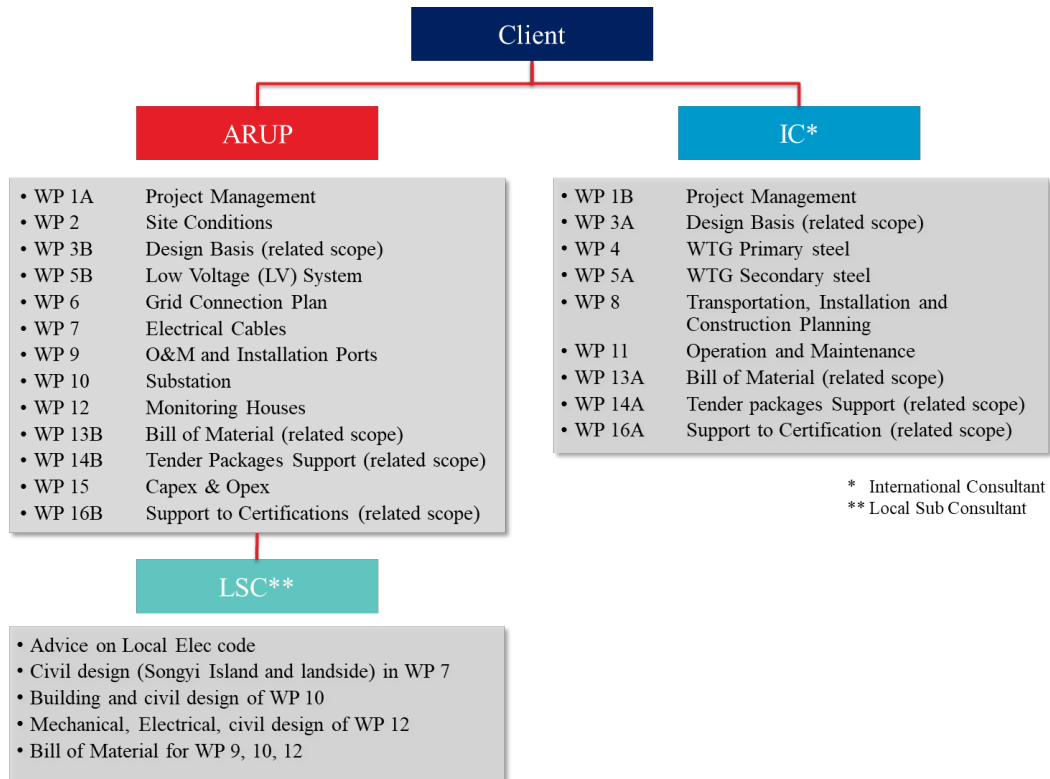 Client
ARUP
• WP 1A Project Management
• WP 2 Site Conditions
• WP 3B Design Basis (related scope)
• WP 5B Low Voltage (LV) System
• WP 6 Grid Connection Plan
• WP 7 Electrical Cables
• WP 9 O&M and Installation Ports
• WP 10 Substation
• WP 12 Monitoring Houses
• WP 13B Bill of Material (related scope)
• WP 14B Tender Packages Support (related scope)
• WP 15 Capex & Opex
• WP 16B Support to Certifications (related scope)
IC*
• WP 1B Project Management
• WP 3A Design Basis (related scope)
• WP 4 WTG Primary steel
• WP 5A WTG Secondary steel
• WP 8 Transportation, Installation and
Construction Planning
• WP 11 Operation and Maintenance
• WP 13A Bill of Material (related scope)
• WP 14A Tender packages Support (related scope)
• WP 16A Support to Certification (related scope)
* International Consultant
** Local Sub Consultant
LSC**
• Advice on Local Elec code
• Civil design (Songyi Island and landside) in WP 7
• Building and civil design of WP 10
• Mechanical, Electrical, civil design of WP 12
• Bill of Material for WP 9, 10, 12